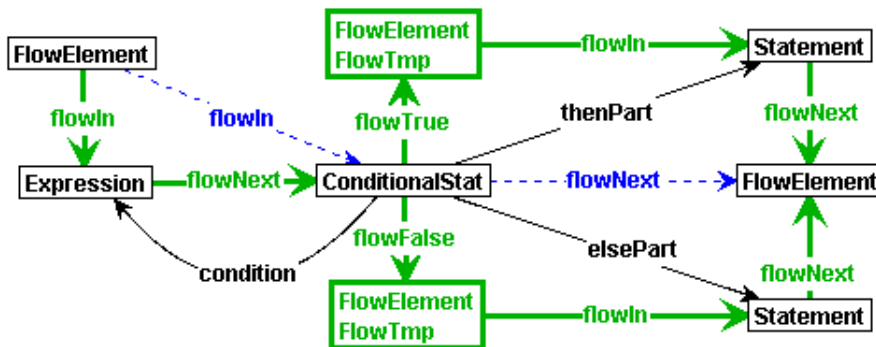 FlowElement
FlowTmp
flowIn
Statement
FlowElement
flowIn
flowIn
flowTrue
thenPart
flowNext
Expression
flowNext
ConditionalStat
flowNext
FlowElement
flowFalse
condition
elsePart
flowNext
FlowElement
FlowTmp
flowIn
Statement